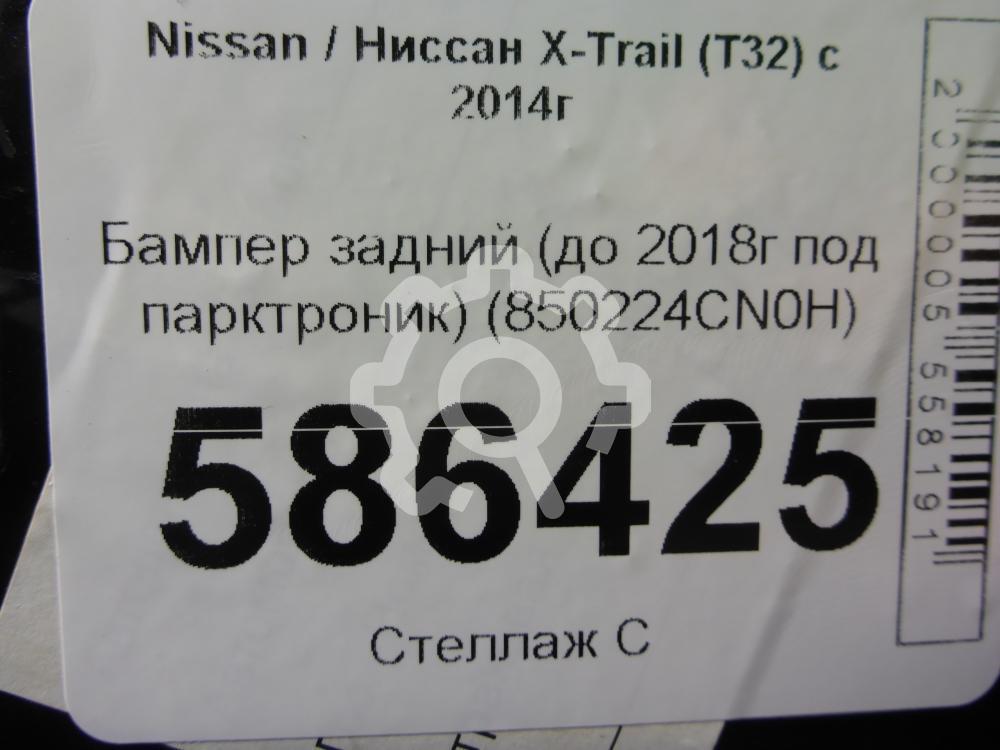 Nissan / Ниссан X-Trail (T32) с
2014г
Бампер задний (до 2018г под
парктроник) (850224CN0H)
586425
Стеллаж С
2000005558191